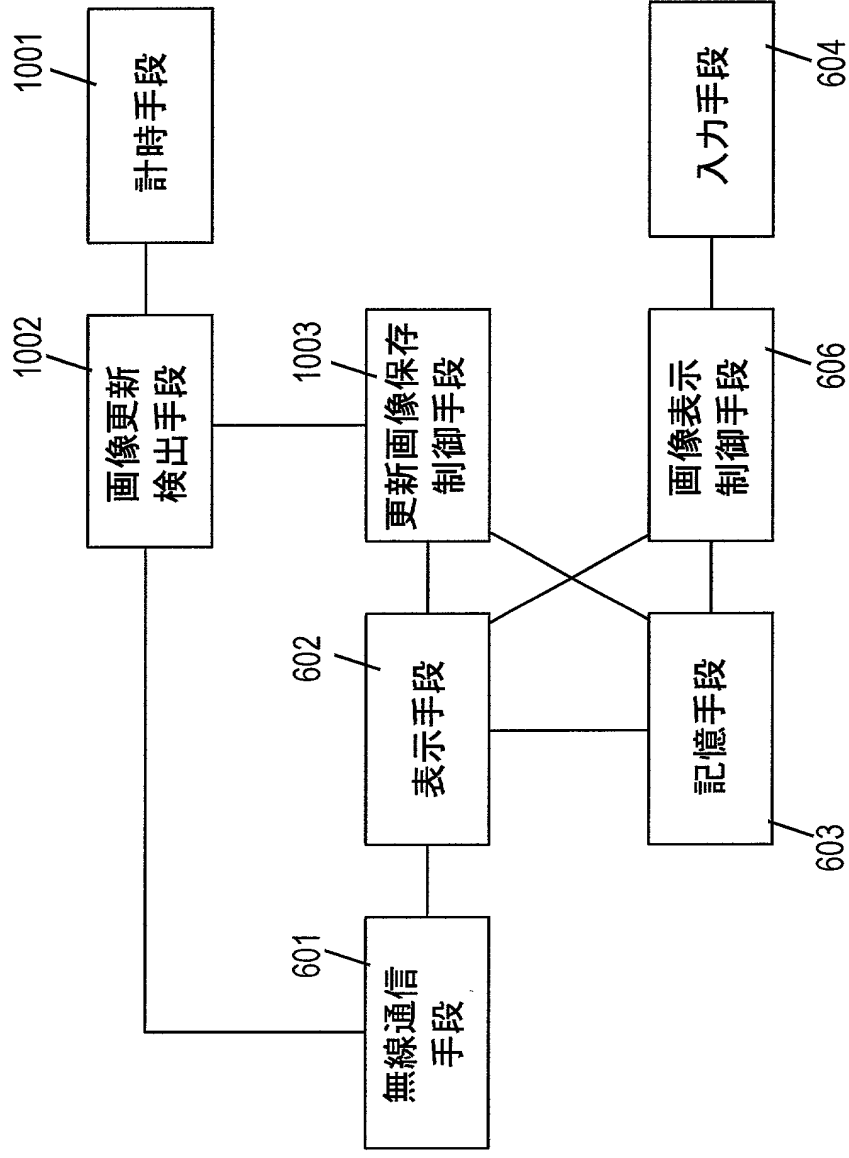 1001
計時手段
1002
画像更新
検出手段
1003
更新画像保存
制御手段
602
表示手段
601
無線通信
手段
604
入力手段
606
画像表示
制御手段
603
記憶手段